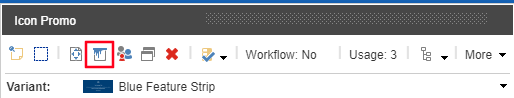 Icon Promo
Workflow: No Usage: 3 More
Variant: Blue Feature Strip